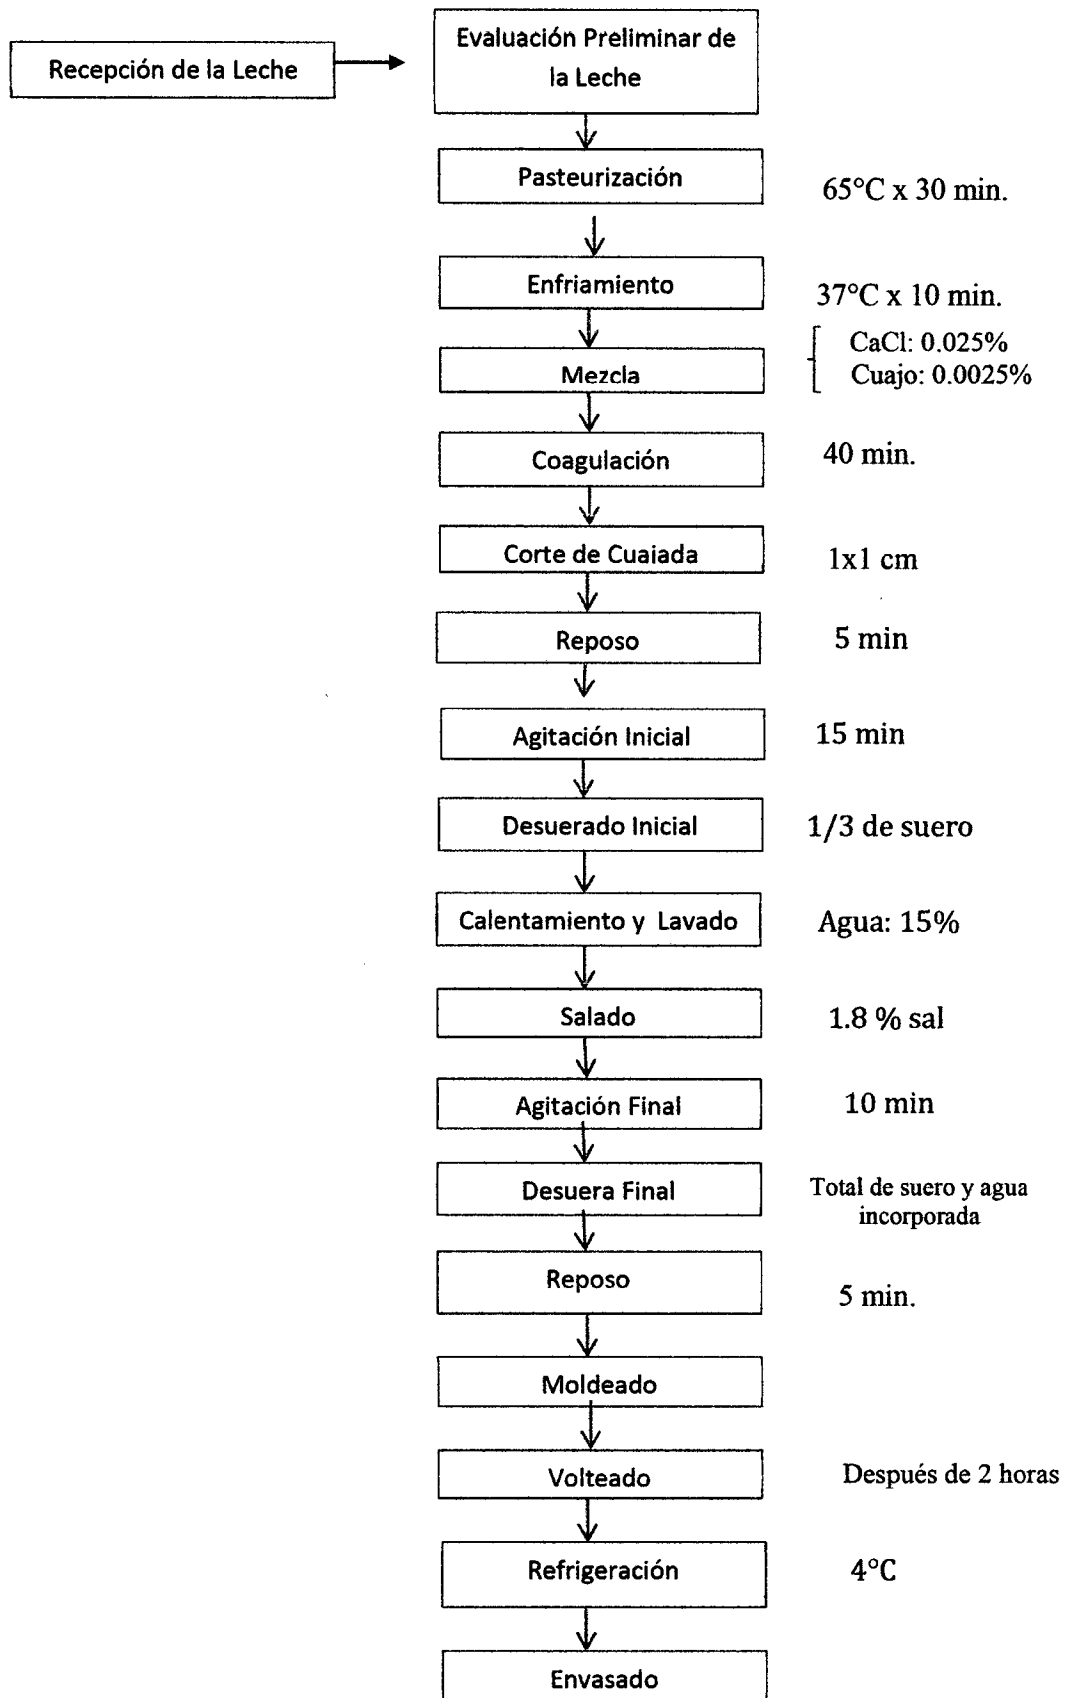 Recepción de la Leche
Evaluación Preliminar de
la Leche
Pasteurización
65°C x 30 min.
Enfriamiento
37°C x 10 min.
Mezcla
CaCl: 0.025%
Cuajo: 0.0025%
Coagulación
40 min.
Corte de Cuaiada
1x1 cm
Reposo
5 min
Agitación Inicial
15 min
Desuerado Inicial
1/3 de suero
Calentamiento y Lavado
Agua: 15%
Salado
1.8 % sal
Agitación Final
10 min
Desuera Final
Total de suero y agua
incorporada
Reposo
5 min.
Moldeado
Volteado
Después de 2 horas
Refrigeración
4°C
Envasado